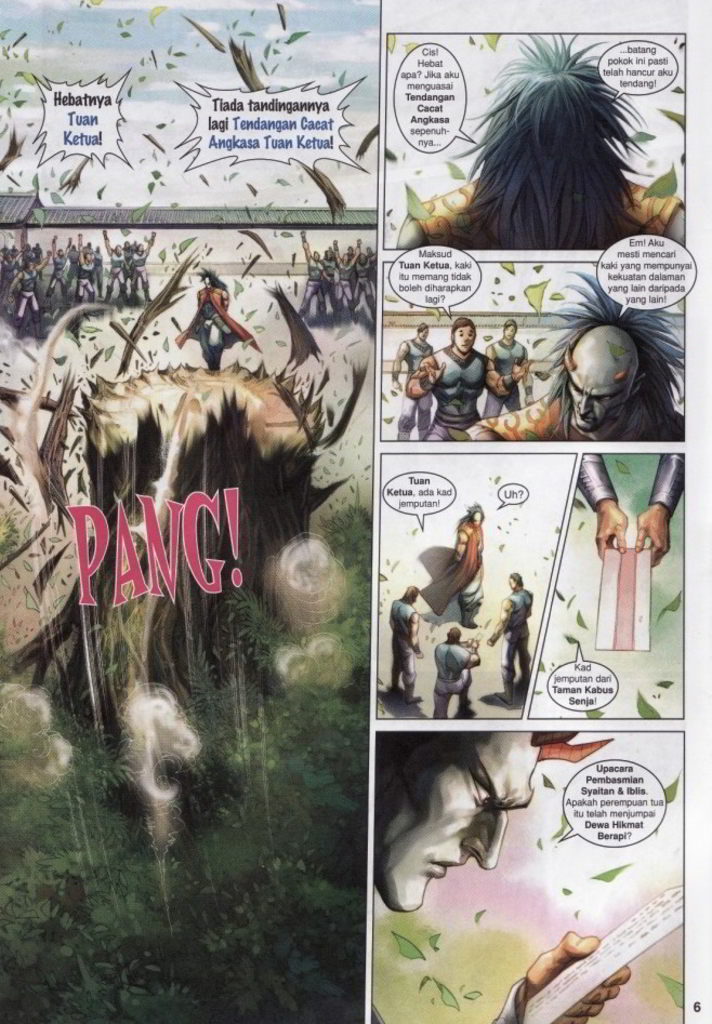 Hebatnya
Tuan
Ketua!
Tiada tandingannya
lagi Tendangan Cacat
Angkasa Tuan Ketua!
PANG!
Cis!
Hebat
apa? Jika aku
menguasai
Tendangan
Cacat
Angkasa
sepenuh-
nya...
...batang
pokok ini pasti
telah hancur aku
tendang!
Maksud
Tuan Ketua, kaki
itu memang tidak
boleh diharapkan
lagi?
Em! Aku
mesti mencari
kaki yang mempunyai
kekuatan daripada
yang lain!
Tuan
Ketua, ada kad
jemputan!
Uh?
Kad
jemputan dari
Taman Kabus
Senja!
Upacara
Pembasmian
Syaitan & Iblis.
Apakah perempuan tua
itu telah menjumpai
Dewa Hikmat
Berapi?
6